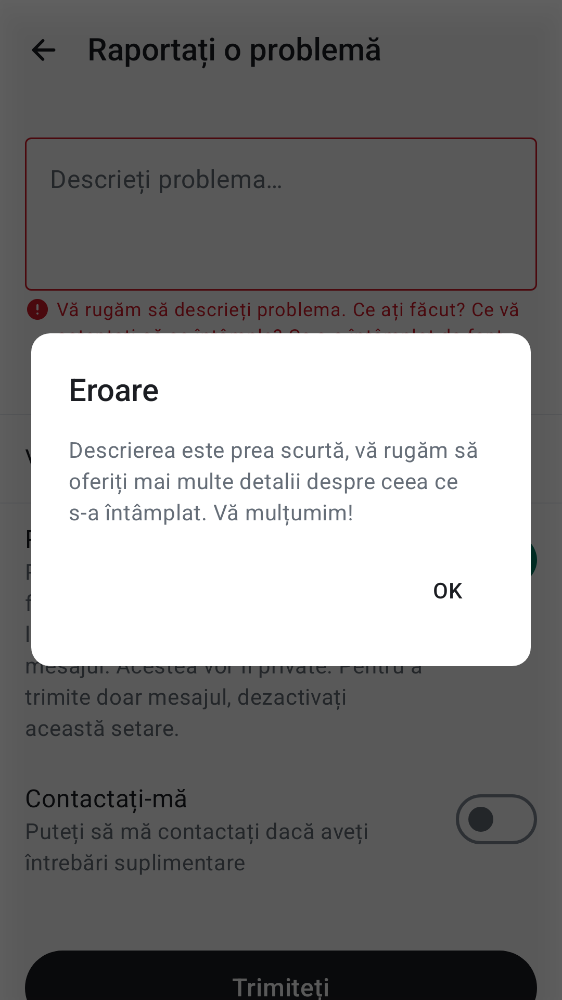 Raportați o problemă
Descrieți problema…
Vă rugăm să descrieți problema. Ce ați făcut? Ce vă
Eroare
Descrierea este prea scurtă, vă rugăm să
oferiți mai multe detalii despre ceea ce
s-a întâmplat. Vă mulțumim!
OK
mesajul. Acestea vor fi private. Pentru a
trimite doar mesajul, dezactivați
această setare.
Contactați-mă
Puteți să mă contactați dacă aveți
întrebări suplimentare
Trimiteți